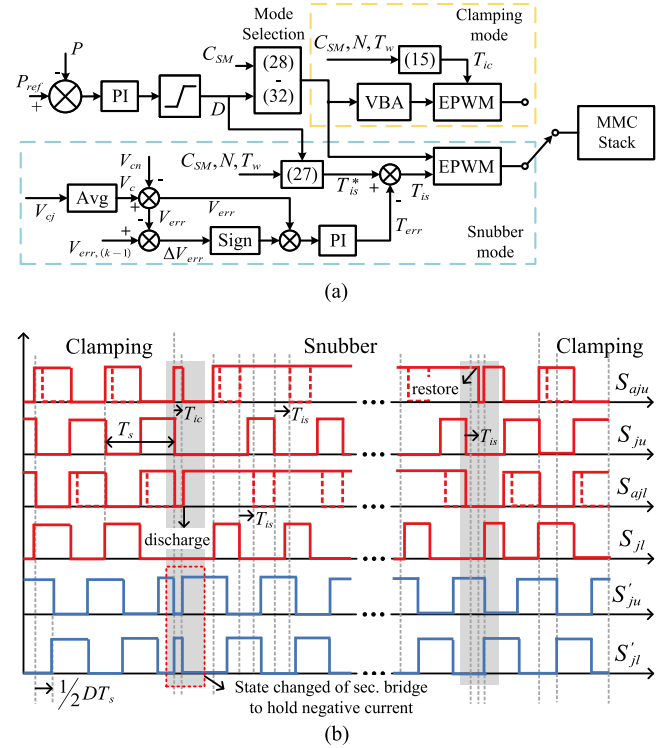 P
P_ref
-
+
PI
D
C_SM
Mode
Selection
(28)
-
(32)
Clamping
mode
C_SM, N, T_w
(15)
T_ic
VBA
EPWM
MMC
Stack
V_cn
V_c
-
+
V_cj
Avg
V_err
V_err
-
+
V_err,(k-1)
ΔV_err
Sign
PI
C_SM, N, T_w
(27)
T_is^*
+
-
T_is
T_err
EPWM
Snubber
mode
(a)
Clamping
Snubber
Clamping
restore
S_aju
T_ic
T_is
T_s
T_is
S_ju
S_ajl
discharge
T_is
S_jl
S'_ju
S'_jl
1/2 DT_s
State changed of sec. bridge
to hold negative current
(b)